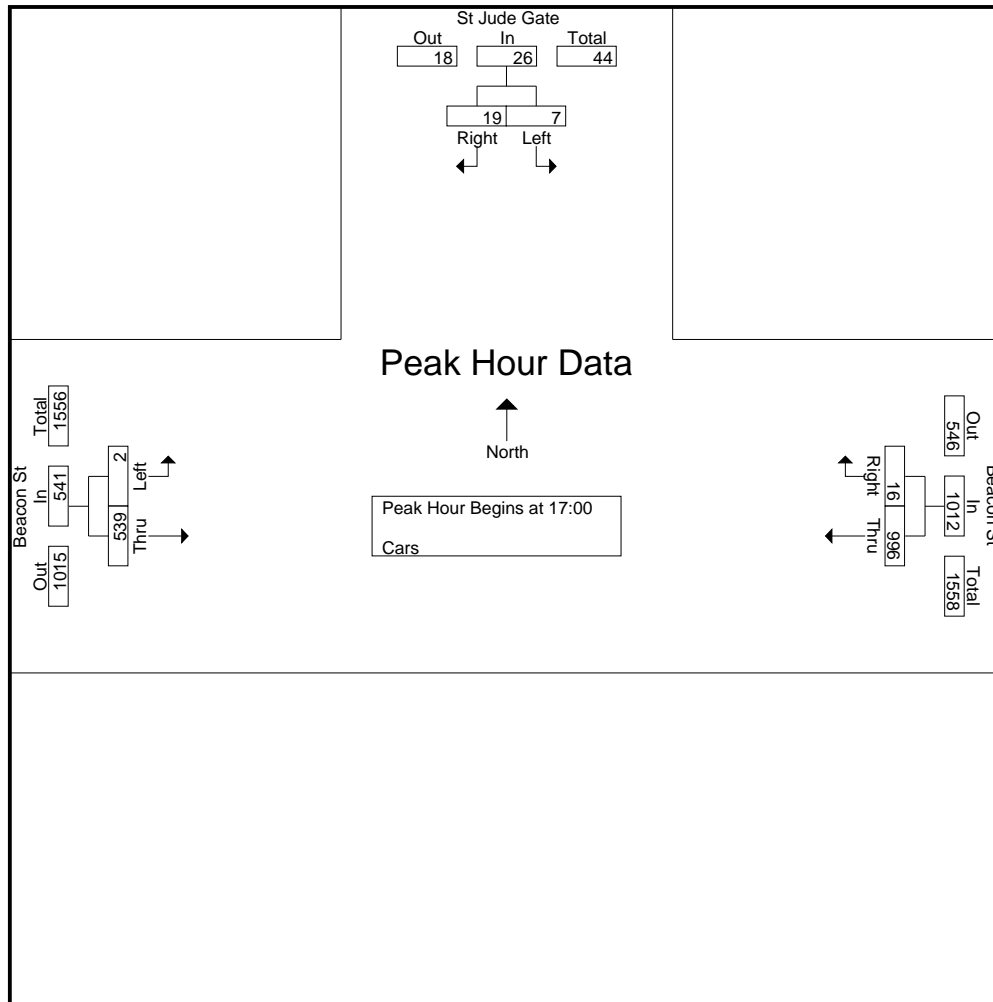 St Jude Gate
Out In Total
18 26 44
19 7
Right Left
Peak Hour Data
North
Peak Hour Begins at 17:00
Cars
Beacon St
Out In Total
1015 541 1556
539 2
Thru Left
Beacon St
Out In Total
546 1012 1558
16 996
Right Thru